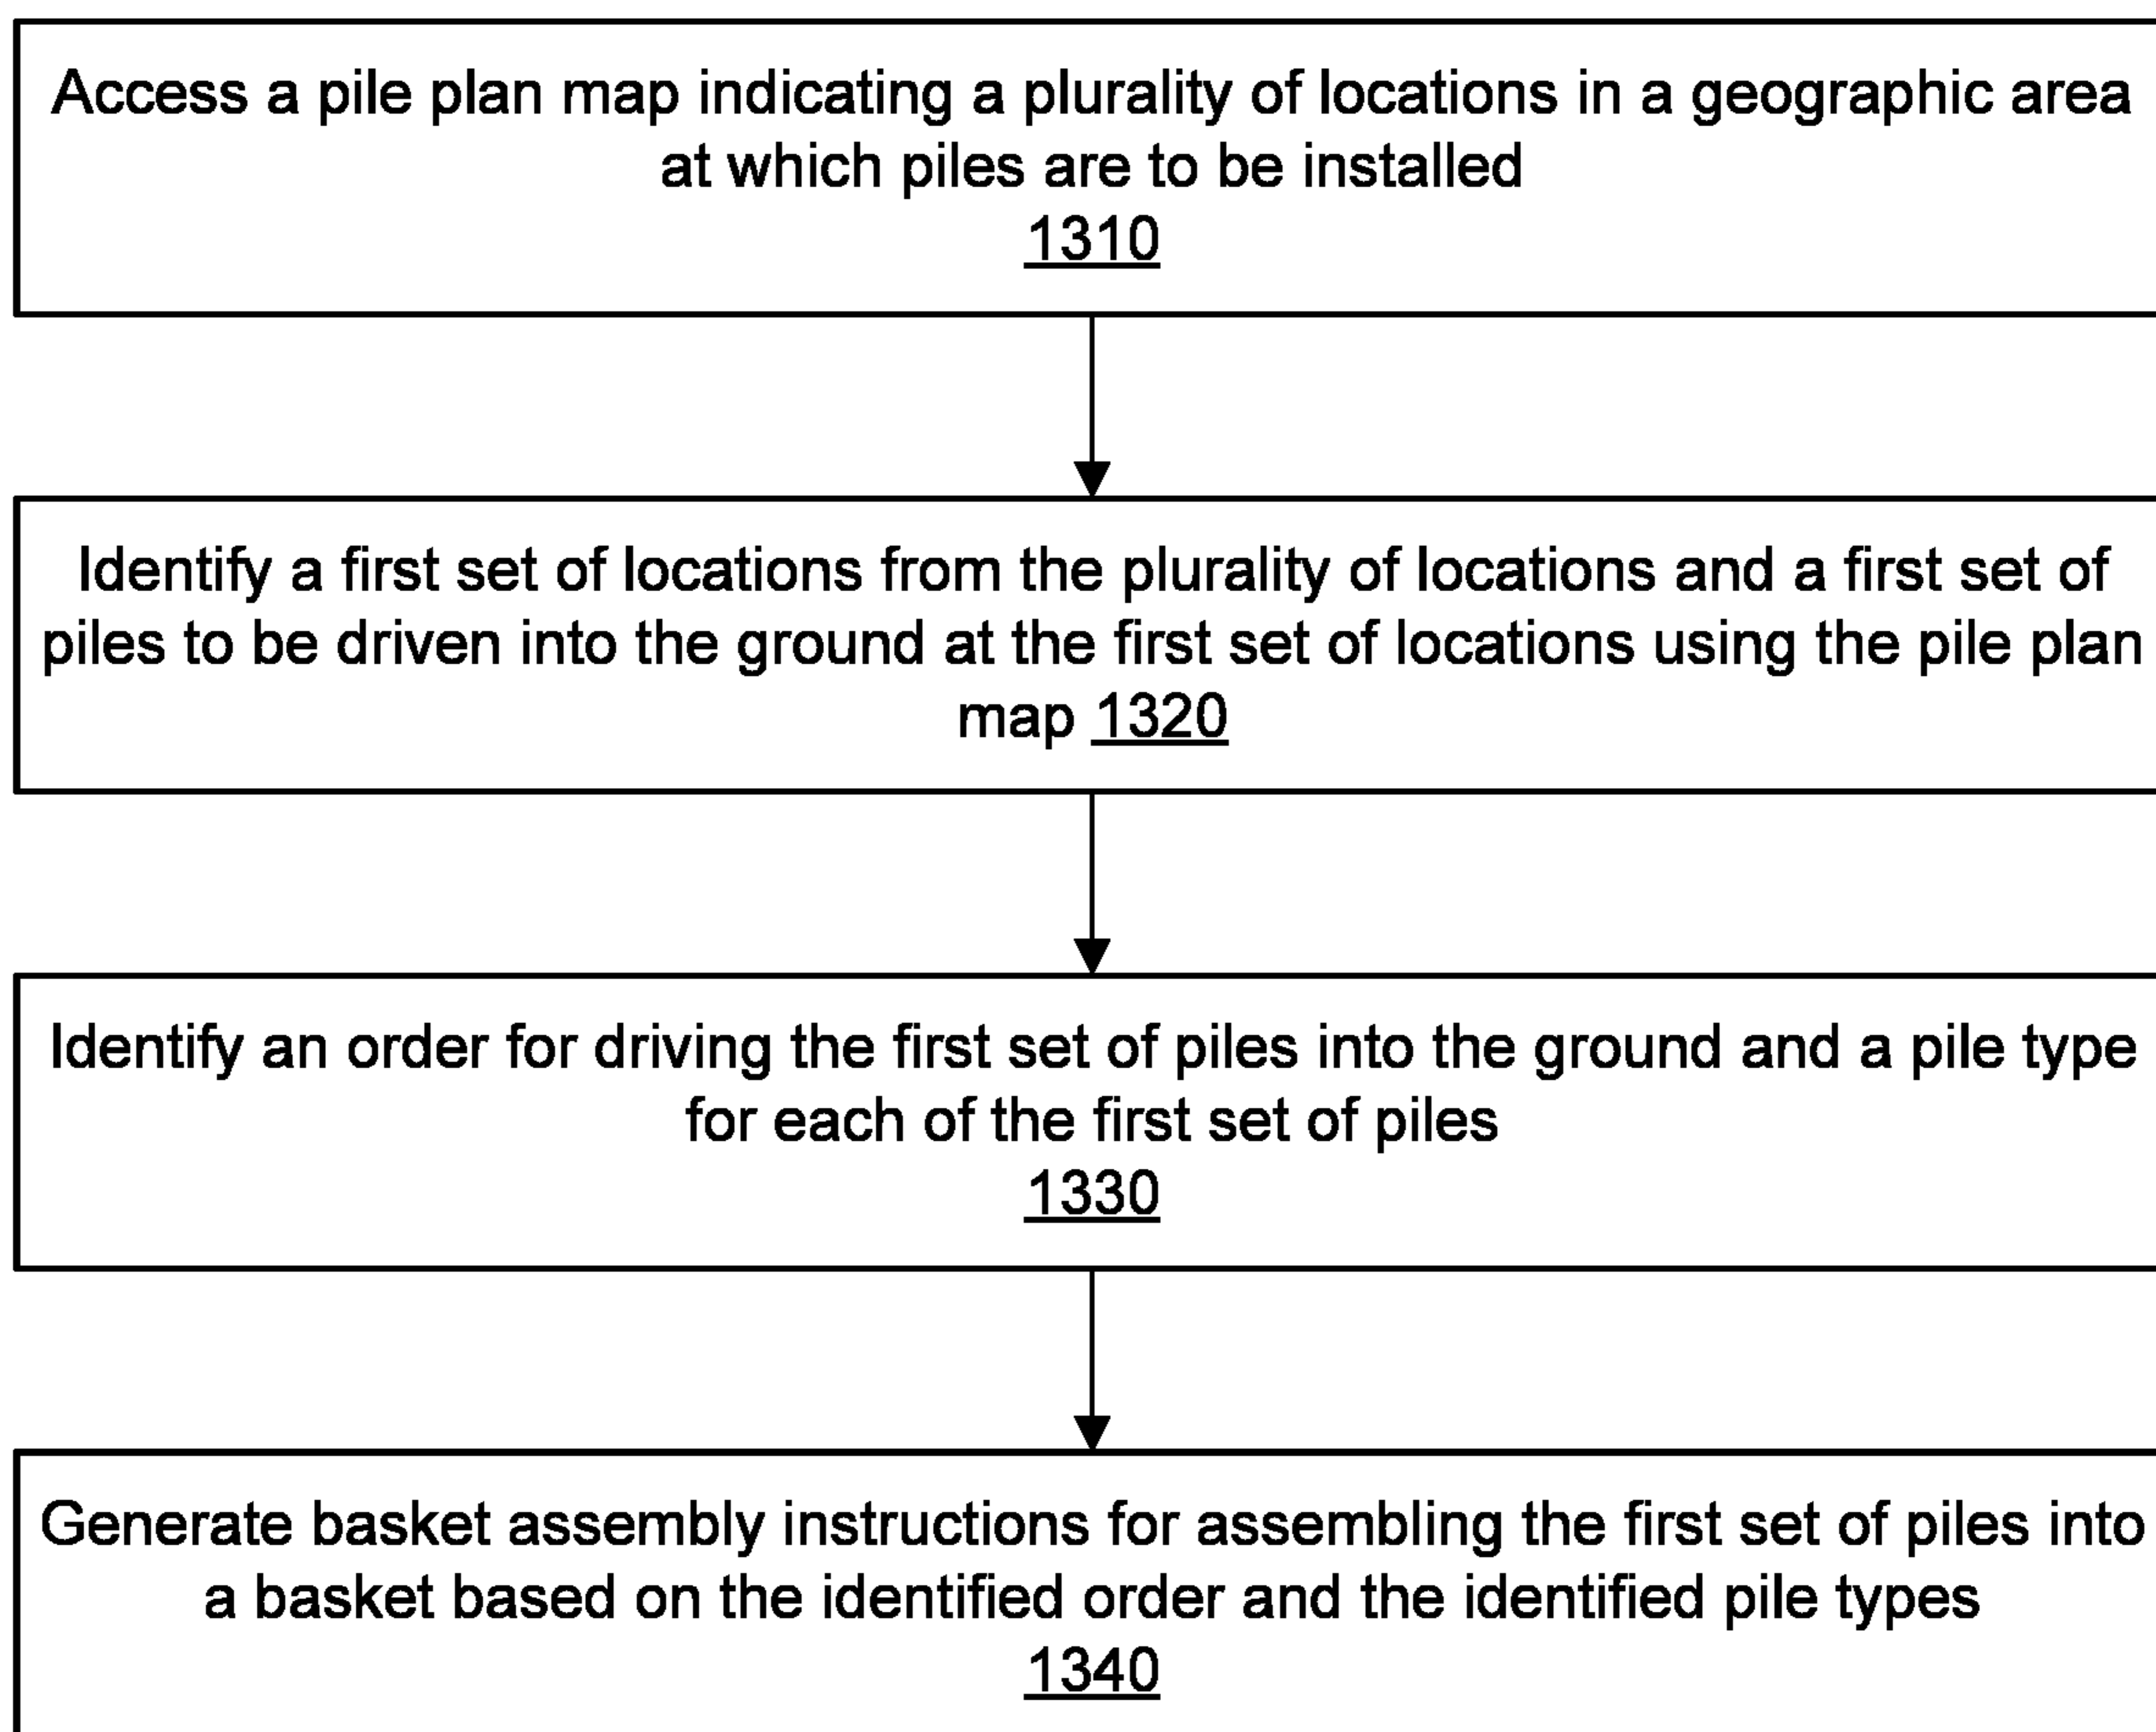 Access a pile plan map indicating a plurality of locations in a geographic area
at which piles are to be installed
1310
Identify a first set of locations from the plurality of locations and a first set of
piles to be driven into the ground at the first set of locations using the pile plan
map 1320
Identify an order for driving the first set of piles into the ground and a pile type
for each of the first set of piles
1330
Generate basket assembly instructions for assembling the first set of piles into
a basket based on the identified order and the identified pile types
1340